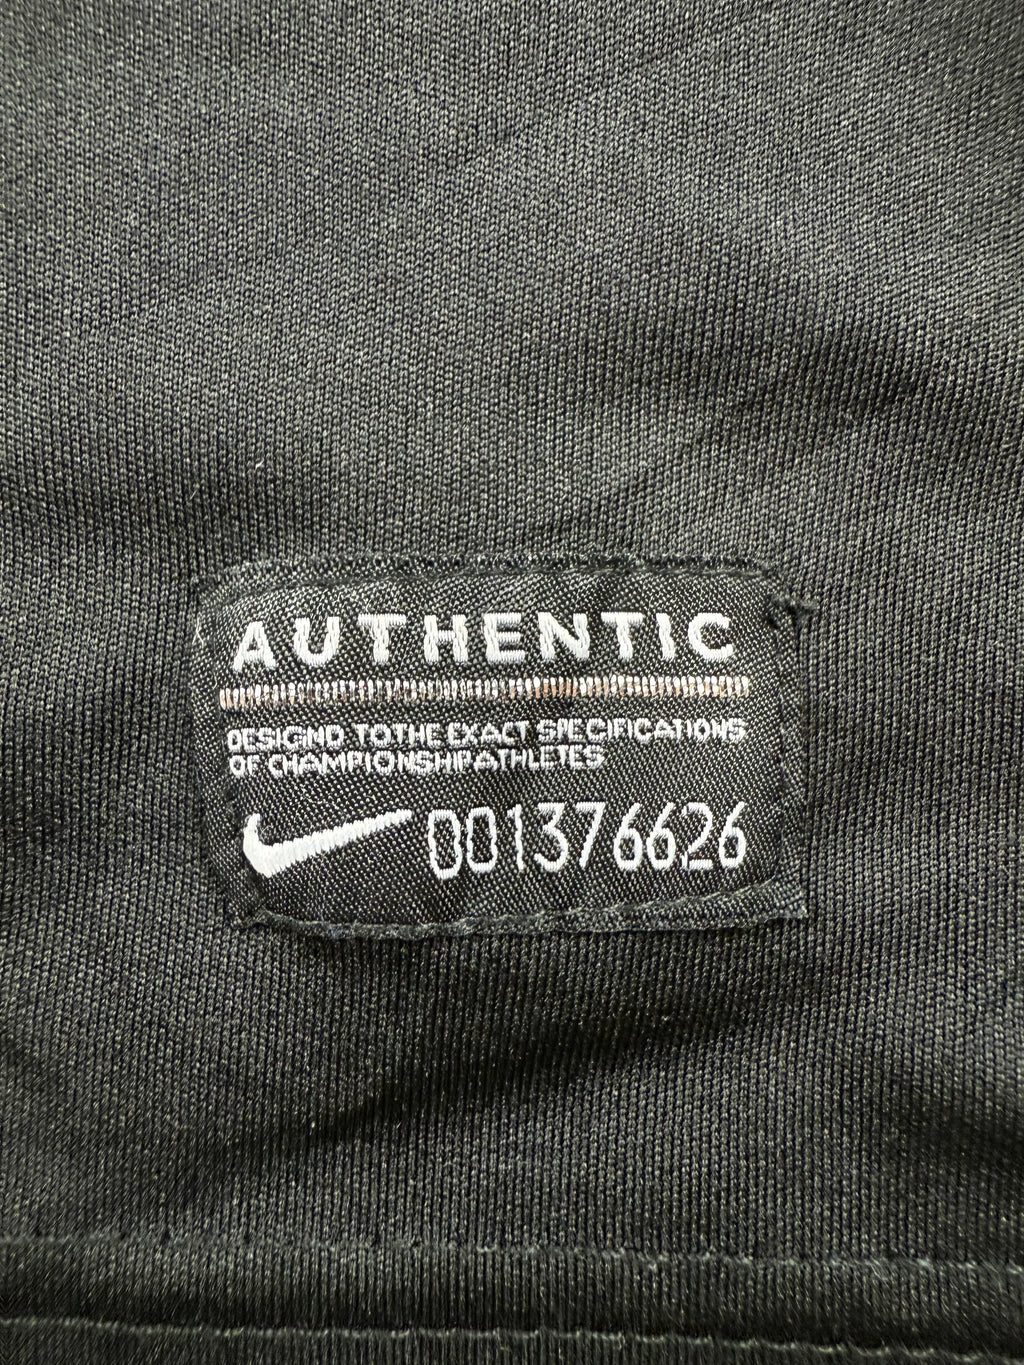 AUTHENTIC
DESIGND TO THE EXACT SPECIFICATIONS
OF CHAMPIONSHIP ATHLETES
001376626